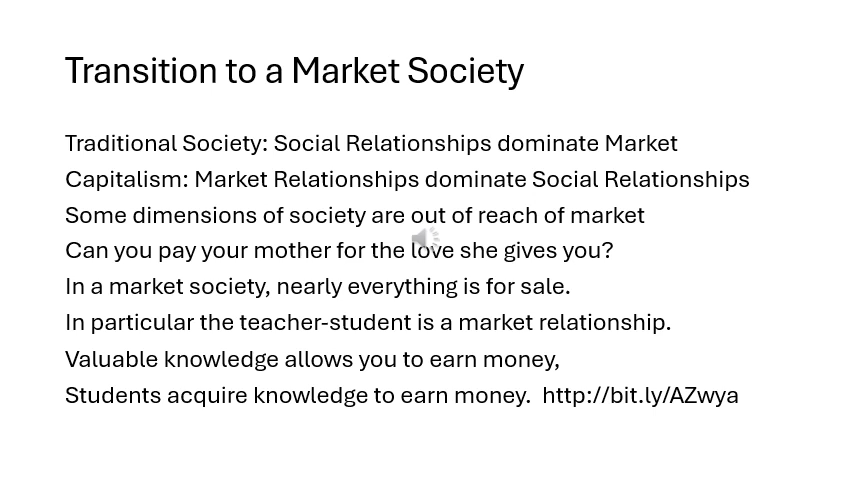 Transition to a Market Society
Traditional Society: Social Relationships dominate Market
Capitalism: Market Relationships dominate Social Relationships
Some dimensions of society are out of reach of market
Can you pay your mother for the love she gives you?
In a market society, nearly everything is for sale.
In particular the teacher-student is a market relationship.
Valuable knowledge allows you to earn money,
Students acquire knowledge to earn money.  http://bit.ly/AZwya